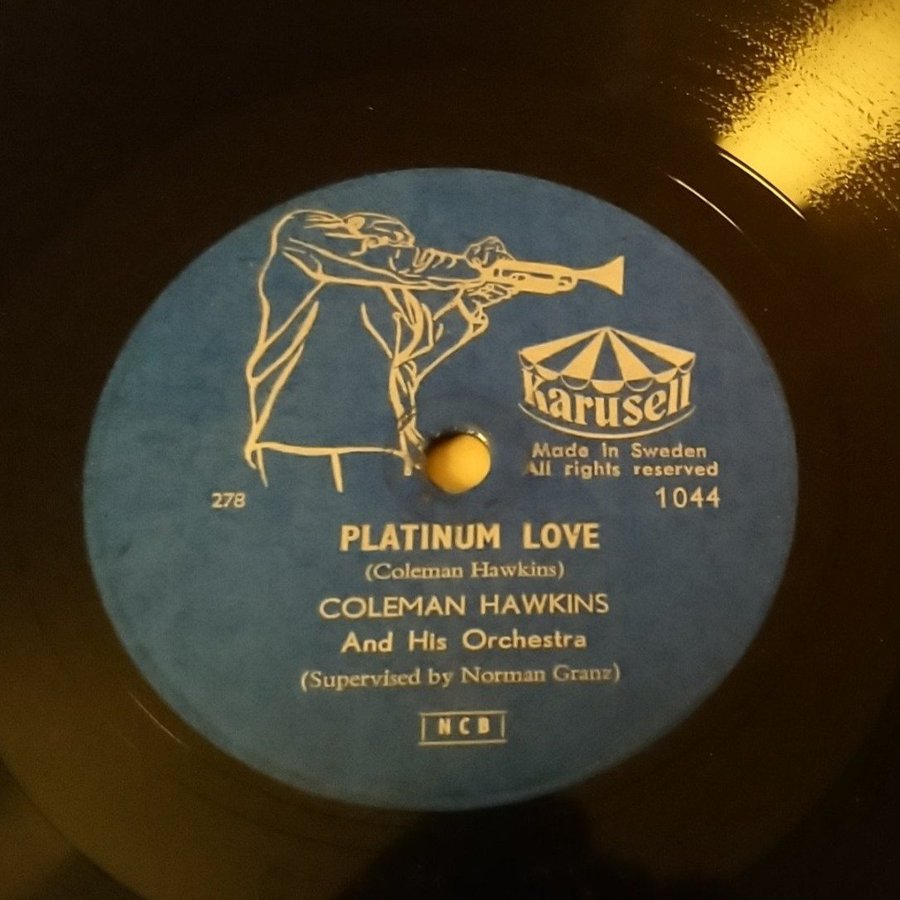 Karusell
Made in Sweden
All rights reserved
278
1044
PLATINUM LOVE
(Coleman Hawkins)
COLEMAN HAWKINS
And His Orchestra
(Supervised by Norman Granz)
NCB